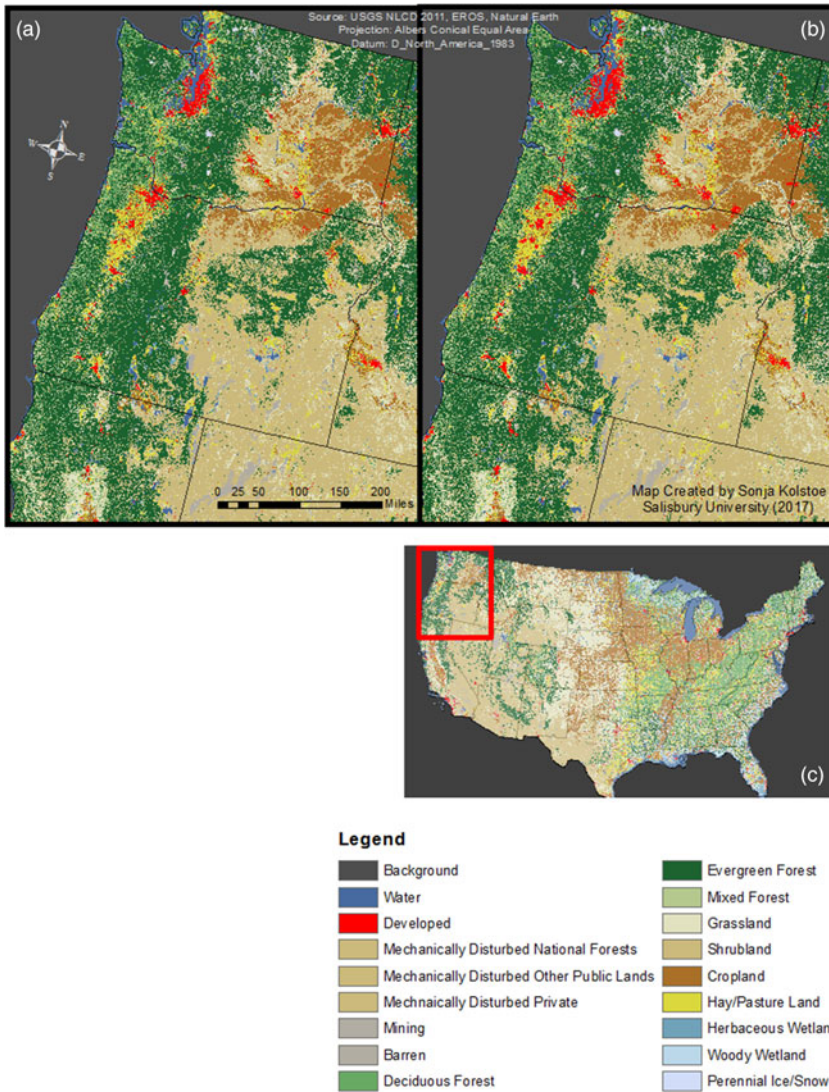 (a)
Source: USGS NLCD 2011, EROS, Natural Earth
Projection: Albers Conical Equal Area
Datum: D_North_America_1983
(b)
N
W
E
S
0 25 50 100 150 200
Miles
Map Created by Sonja Kolstoe
Salisbury University (2017)
(c)
Legend
Background
Water
Developed
Mechanically Disturbed National Forests
Mechanically Disturbed Other Public Lands
Mechnaically Disturbed Private
Mining
Barren
Deciduous Forest
Evergreen Forest
Mixed Forest
Grassland
Shrubland
Cropland
Hay/Pasture Land
Herbaceous Wetlan
Woody Wetland
Perennial Ice/Snow